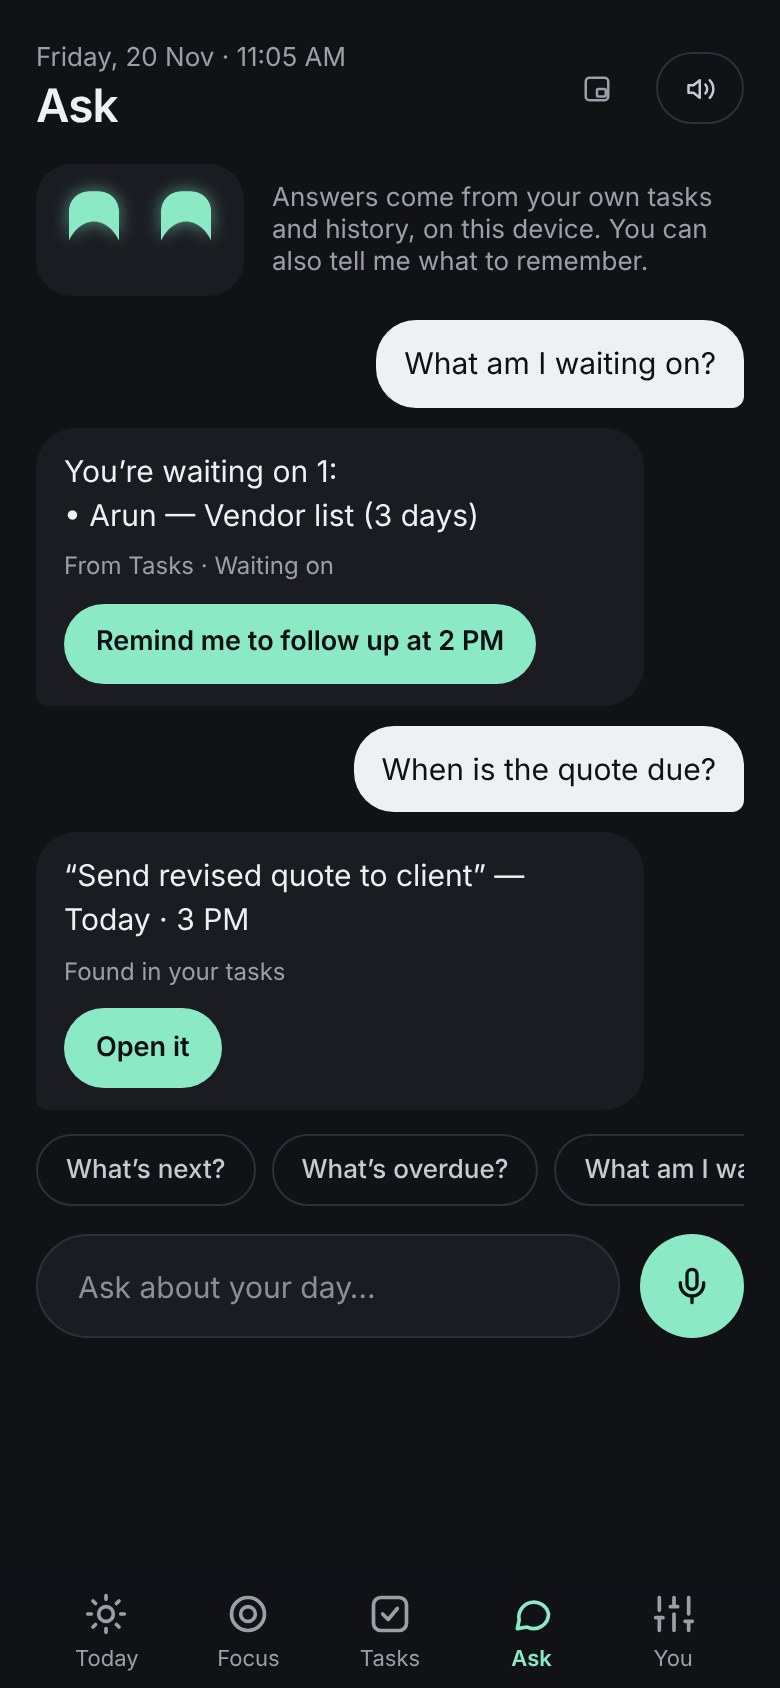 Friday, 20 Nov · 11:05 AM
Ask
Answers come from your own tasks
and history, on this device. You can
also tell me what to remember.
What am I waiting on?
You’re waiting on 1:
• Arun — Vendor list (3 days)
From Tasks · Waiting on
Remind me to follow up at 2 PM
When is the quote due?
“Send revised quote to client” —
Today · 3 PM
Found in your tasks
Open it
What’s next?
What’s overdue?
What am I wa
Ask about your day...
Today
Focus
Tasks
Ask
You